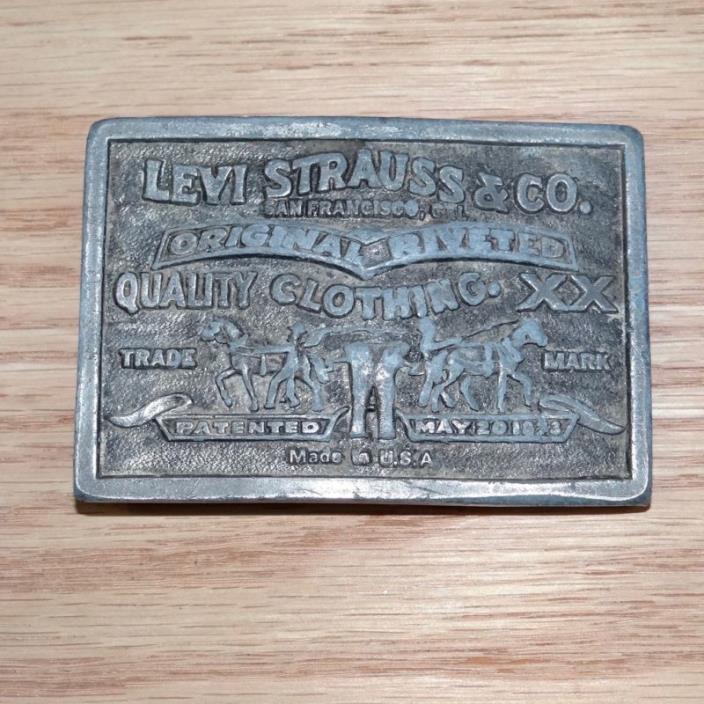 LEVI STRAUSS & CO.
SAN FRANCISCO, CAL.
ORIGINAL RIVETED
QUALITY CLOTHING. XX
TRADE MARK
PATENTED MAY 20 1873
Made in U.S.A